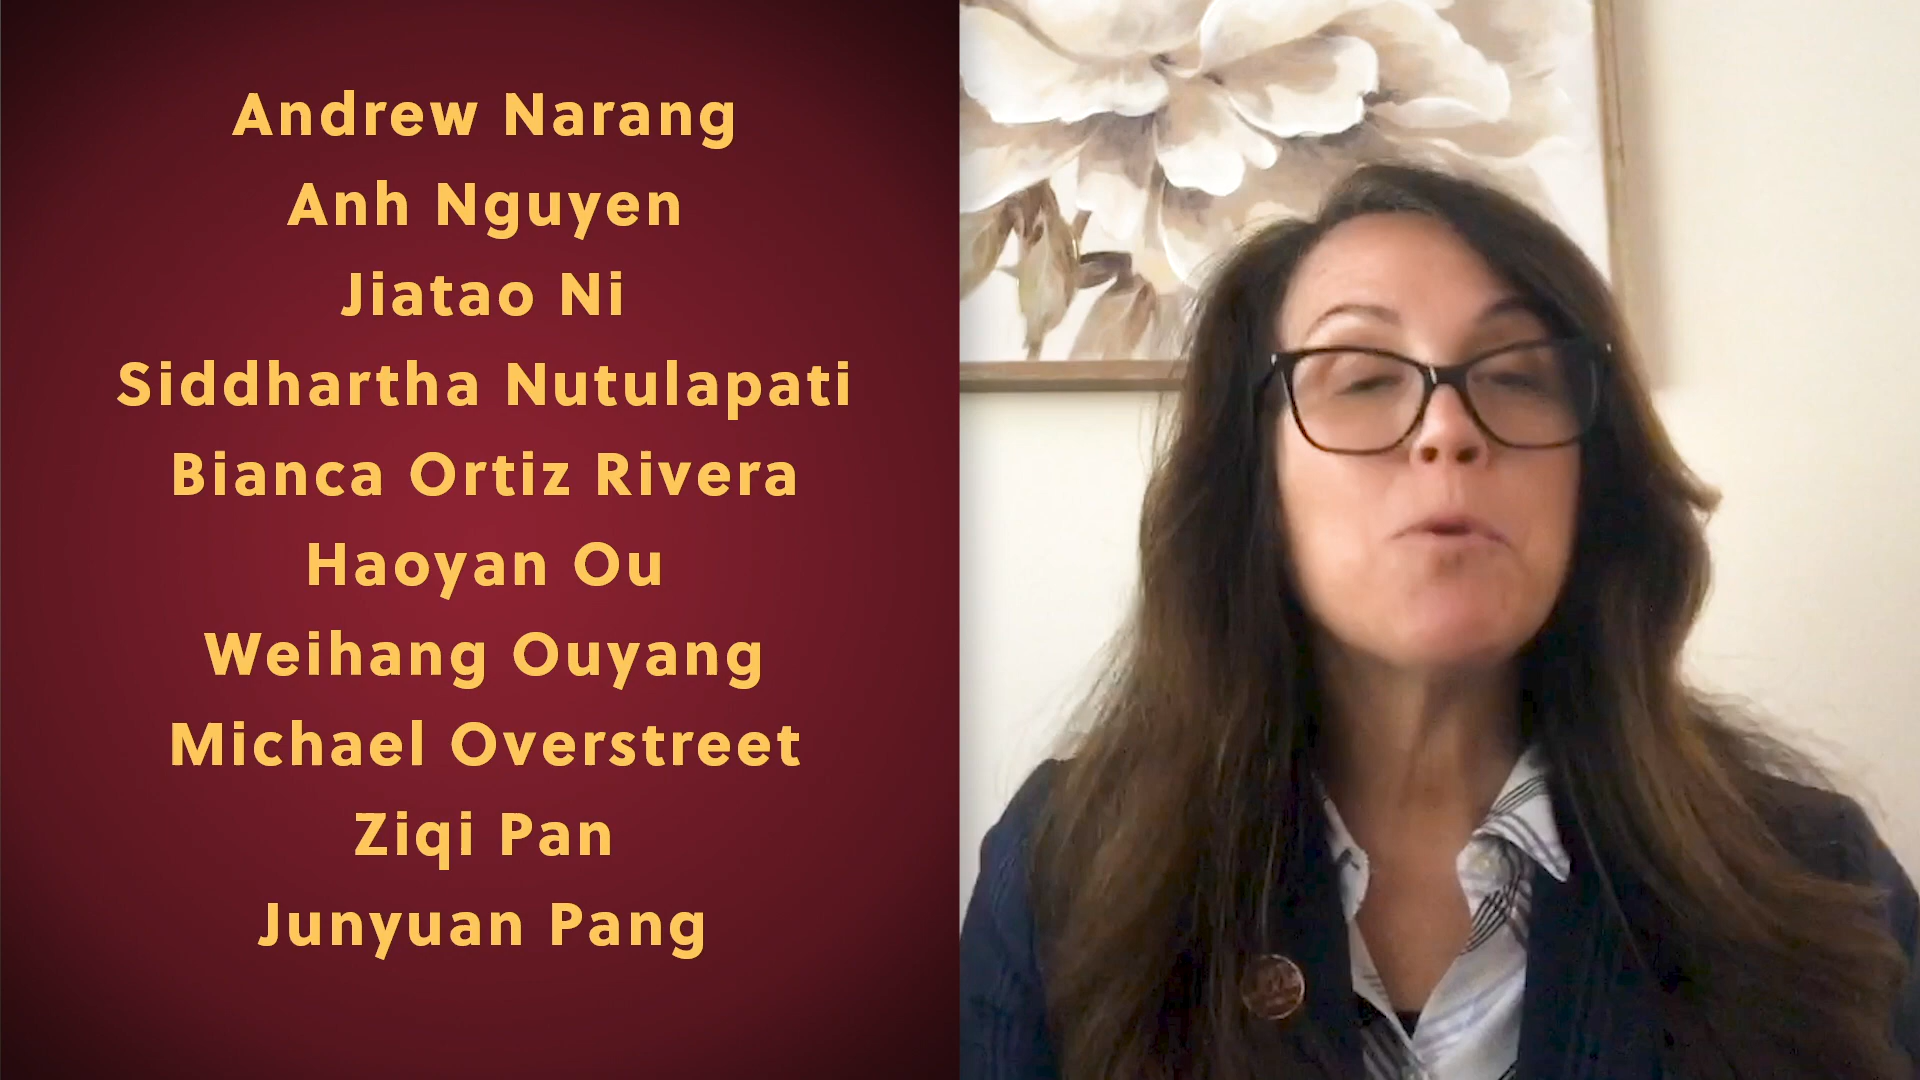 Andrew Narang
Anh Nguyen
Jiatao Ni
Siddhartha Nutulapati
Bianca Ortiz Rivera
Haoyan Ou
Weihang Ouyang
Michael Overstreet
Ziqi Pan
Junyuan Pang